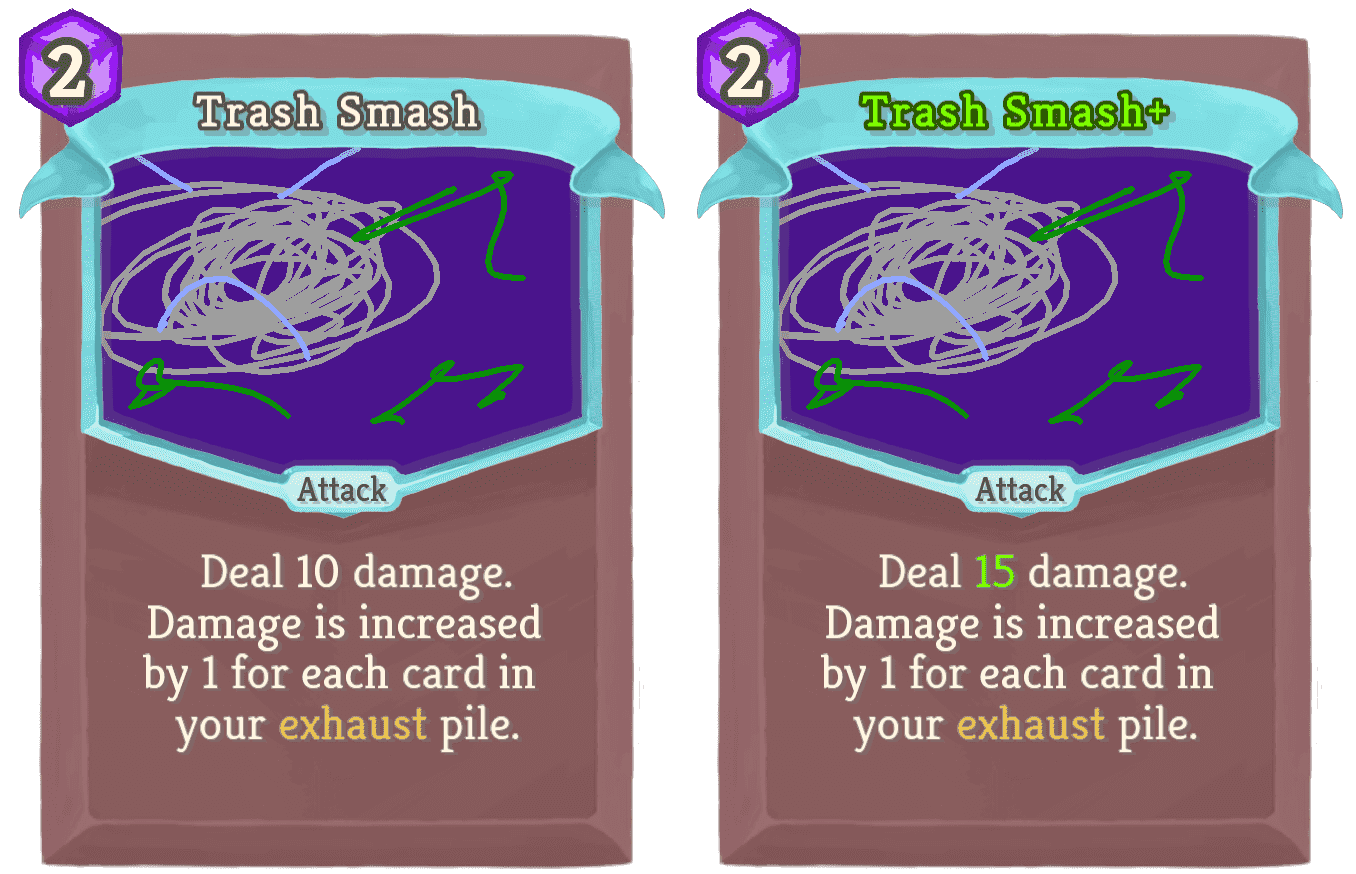 2
Trash Smash
Attack
Deal 10 damage.
Damage is increased
by 1 for each card in
your exhaust pile.
2
Trash Smash+
Attack
Deal 15 damage.
Damage is increased
by 1 for each card in
your exhaust pile.